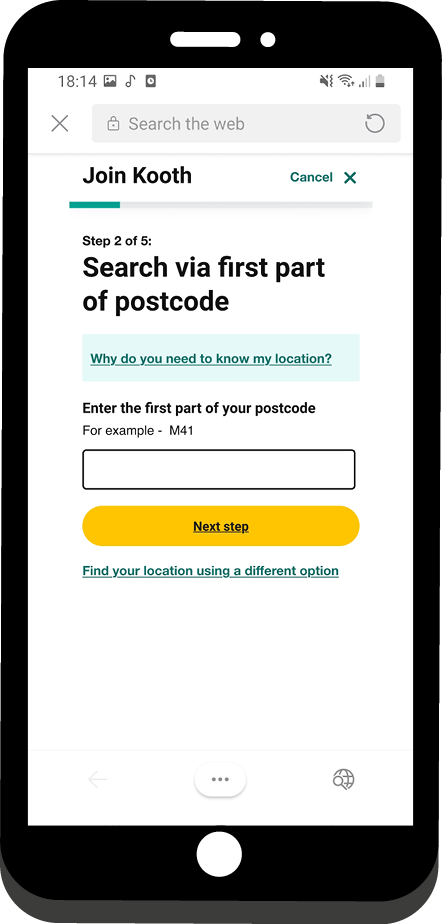 18:14
Search the web
Join Kooth
Cancel
Step 2 of 5:
Search via first part
of postcode
Why do you need to know my location?
Enter the first part of your postcode
For example - M41
Next step
Find your location using a different option